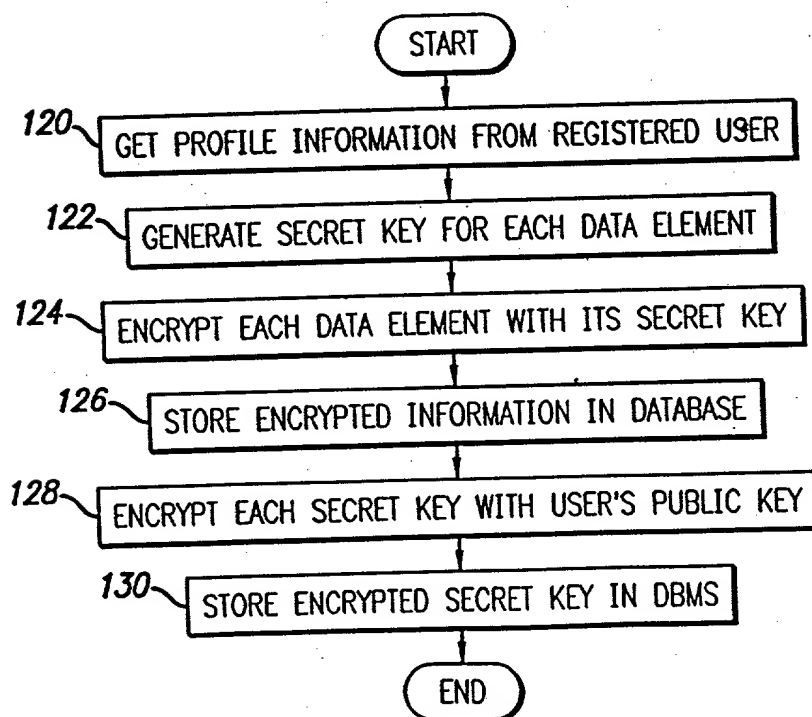 START
120
GET PROFILE INFORMATION FROM REGISTERED USER
122
GENERATE SECRET KEY FOR EACH DATA ELEMENT
124
ENCRYPT EACH DATA ELEMENT WITH ITS SECRET KEY
126
STORE ENCRYPTED INFORMATION IN DATABASE
128
ENCRYPT EACH SECRET KEY WITH USER'S PUBLIC KEY
130
STORE ENCRYPTED SECRET KEY IN DBMS
END